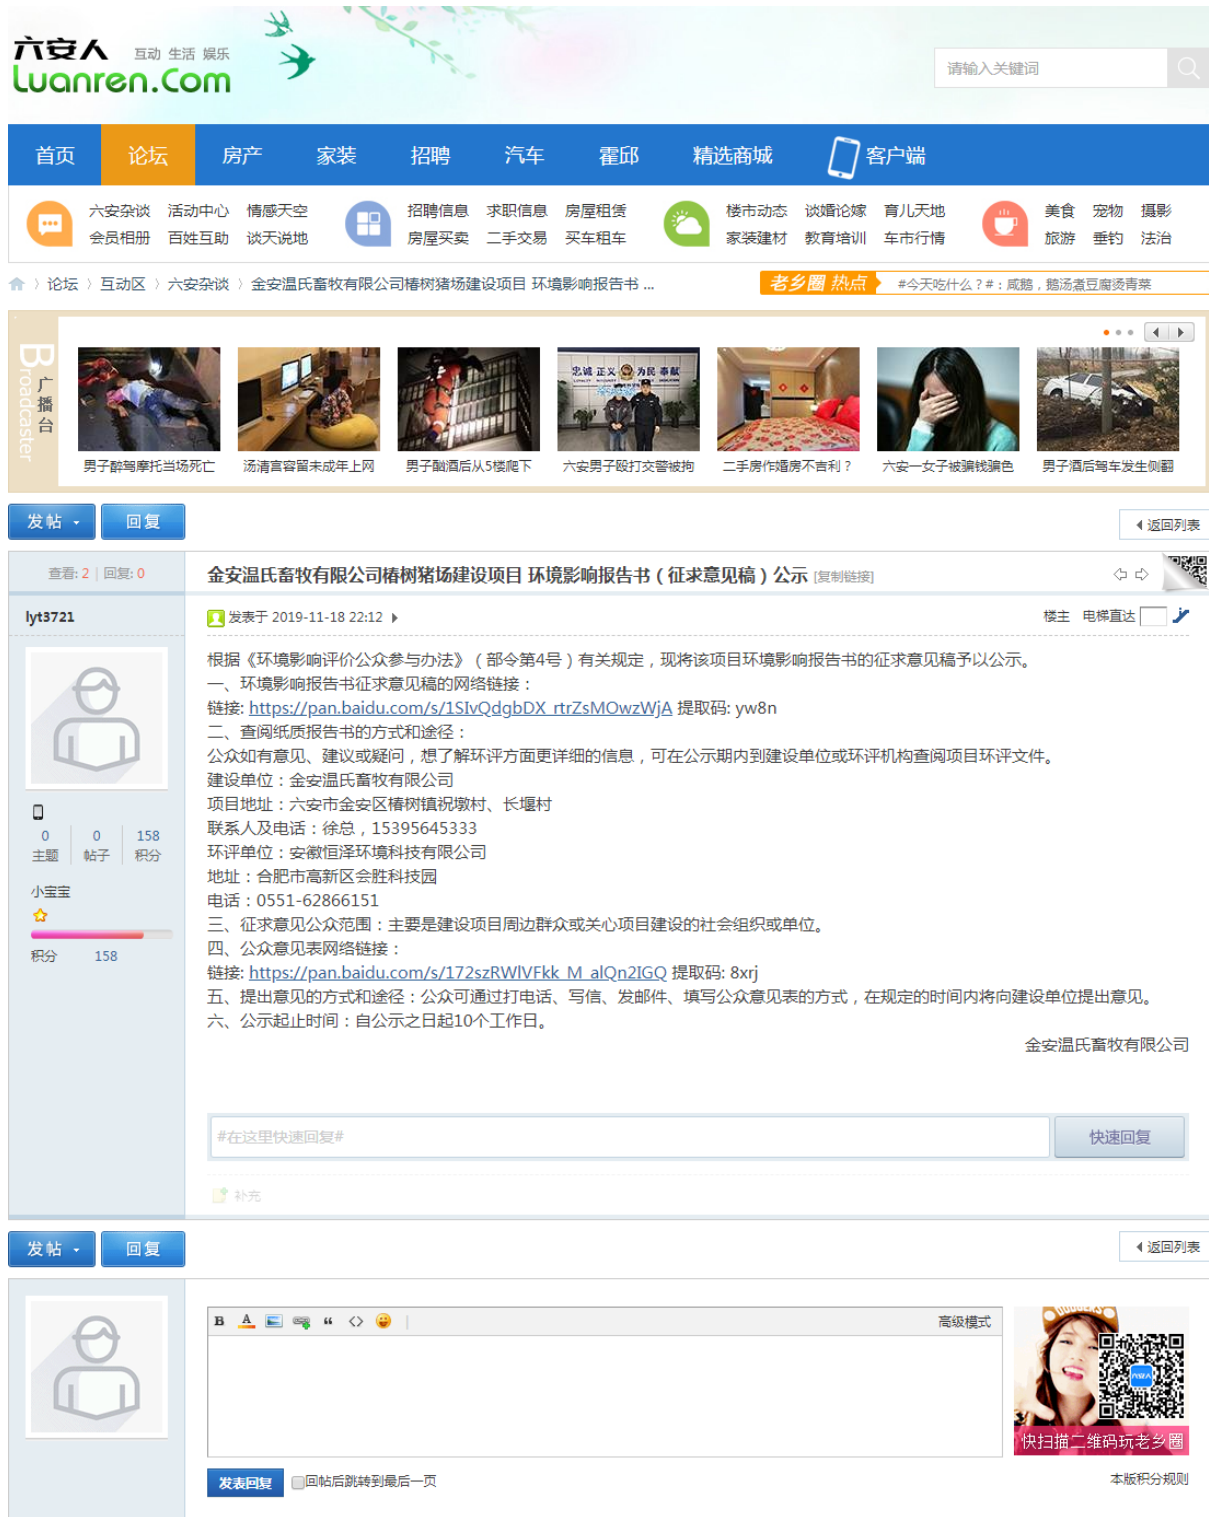 六安人 互动 生活 娱乐
Luanren.Com
请输入关键词
首页 论坛 房产 家装 招聘 汽车 霍邱 精选商城 客户端
六安杂谈 活动中心 情感天空 招聘信息 求职信息 房屋租赁 楼市动态 谈婚论嫁 育儿天地 美食 宠物 摄影
会员相册 百姓互助 谈天说地 房屋买卖 二手交易 买车租车 家装建材 教育培训 车市行情 旅游 垂钓 法治
论坛 〉 互动区 〉 六安杂谈 〉 金安温氏畜牧有限公司椿树猪场建设项目 环境影响报告书 ...
老乡圈 热点 #今天吃什么？#：咸鹅，鹅汤煮豆腐烫青菜
Broadcaster 广播台
忠诚 正义 为民 奉献
男子醉驾摩托当场死亡 汤清宫容留未成年上网 男子酗酒后从5楼爬下 六安男子殴打交警被拘 二手房作婚房不吉利？ 六安一女子被骗钱骗色 男子酒后驾车发生侧翻
发帖 回复 返回列表
查看: 2 | 回复: 0
金安温氏畜牧有限公司椿树猪场建设项目 环境影响报告书（征求意见稿）公示 [复制链接]
lyt3721
发表于 2019-11-18 22:12
楼主 电梯直达
根据《环境影响评价公众参与办法》（部令第4号）有关规定，现将该项目环境影响报告书的征求意见稿予以公示。
一、环境影响报告书征求意见稿的网络链接：
链接: https://pan.baidu.com/s/1SIvQdgbDX_rtrZsMOwzWjA 提取码: yw8n
二、查阅纸质报告书的方式和途径：
公众如有意见、建议或疑问，想了解环评方面更详细的信息，可在公示期内到建设单位或环评机构查阅项目环评文件。
建设单位：金安温氏畜牧有限公司
项目地址：六安市金安区椿树镇祝墩村、长堰村
联系人及电话：徐总，15395645333
环评单位：安徽恒泽环境科技有限公司
地址：合肥市高新区会胜科技园
电话：0551-62866151
三、征求意见公众范围：主要是建设项目周边群众或关心项目建设的社会组织或单位。
四、公众意见表网络链接：
链接: https://pan.baidu.com/s/172szRWlVFkk_M_alQn2IGQ 提取码: 8xrj
五、提出意见的方式和途径：公众可通过打电话、写信、发邮件、填写公众意见表的方式，在规定的时间内将向建设单位提出意见。
六、公示起止时间：自公示之日起10个工作日。
金安温氏畜牧有限公司
0 0 158
主题 帖子 积分
小宝宝
积分 158
#在这里快速回复# 快速回复
补充
发帖 回复 返回列表
B A 高级模式
六安人
快扫描二维码玩老乡圈
发表回复 回帖后跳转到最后一页 本版积分规则